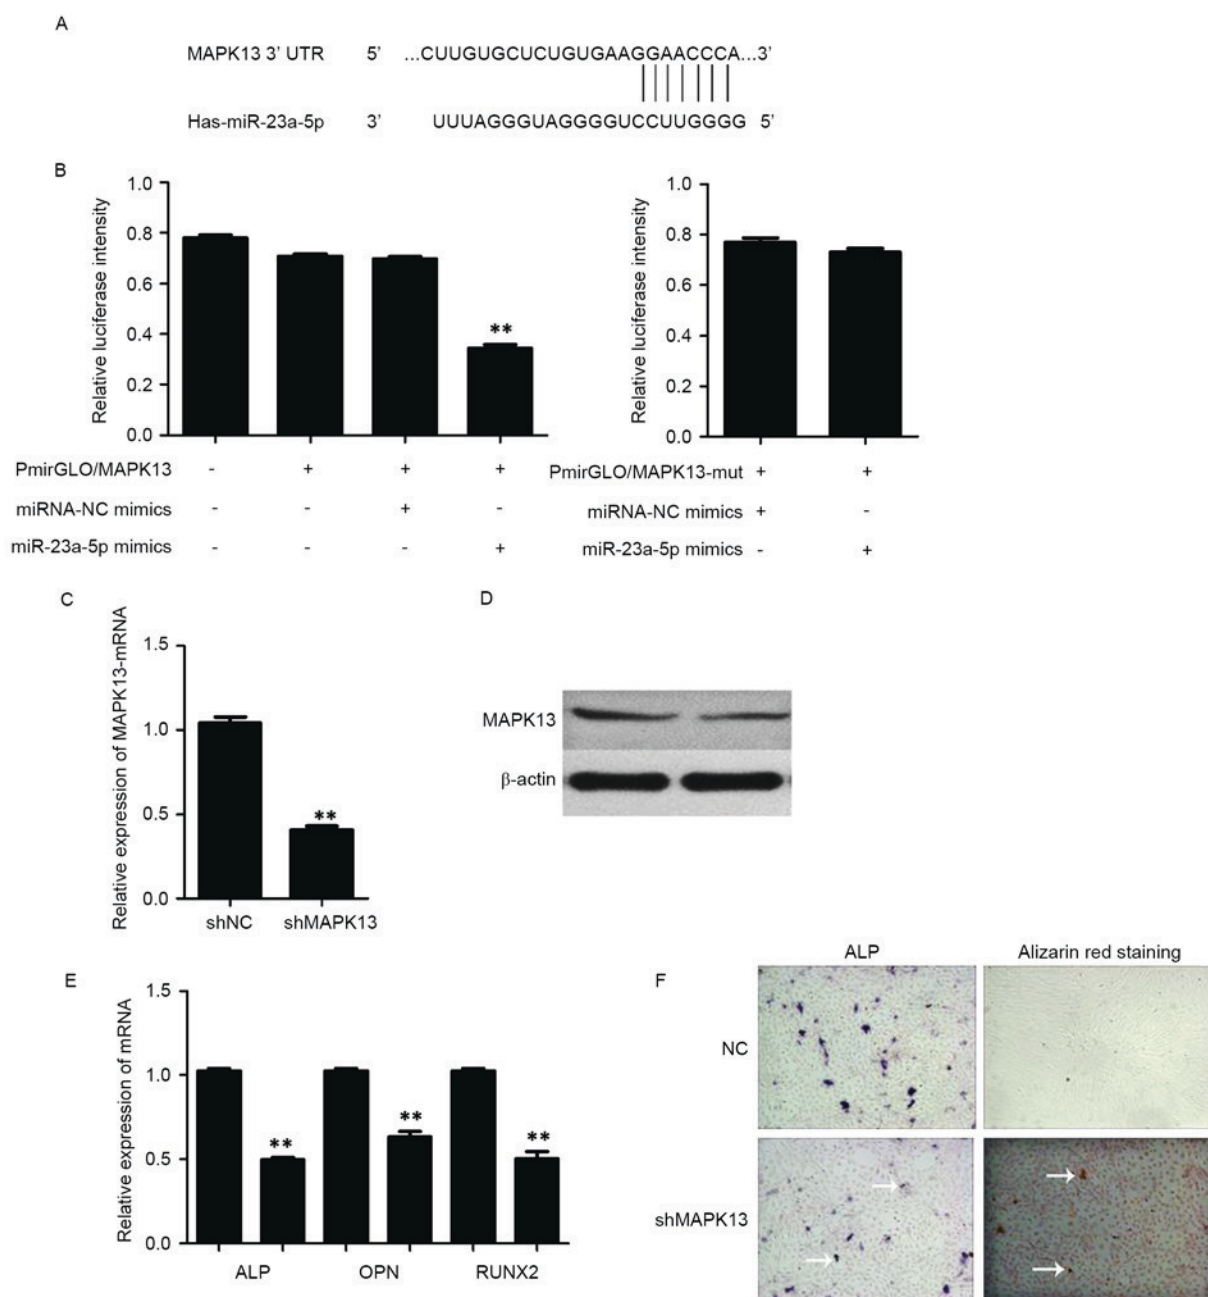 A
MAPK13 3’ UTR 5’ ...CUUGUGCUCUGUGAAGGAACCCA...3’
Has-miR-23a-5p 3’ UUUAGGGUAGGGGUCCUUGGGG 5’
B
Relative luciferase intensity
1.0
0.8
0.6
0.4
0.2
0.0
**
PmirGLO/MAPK13 - + + +
miRNA-NC mimics - - + -
miR-23a-5p mimics - - - +
Relative luciferase intensity
1.0
0.8
0.6
0.4
0.2
0.0
PmirGLO/MAPK13-mut + +
miRNA-NC mimics + -
miR-23a-5p mimics - +
C
Relative expression of MAPK13-mRNA
1.5
1.0
0.5
0.0
**
shNC shMAPK13
D
MAPK13
β-actin
E
Relative expression of mRNA
1.5
1.0
0.5
0.0
** ** **
ALP OPN RUNX2
F
ALP Alizarin red staining
NC
shMAPK13